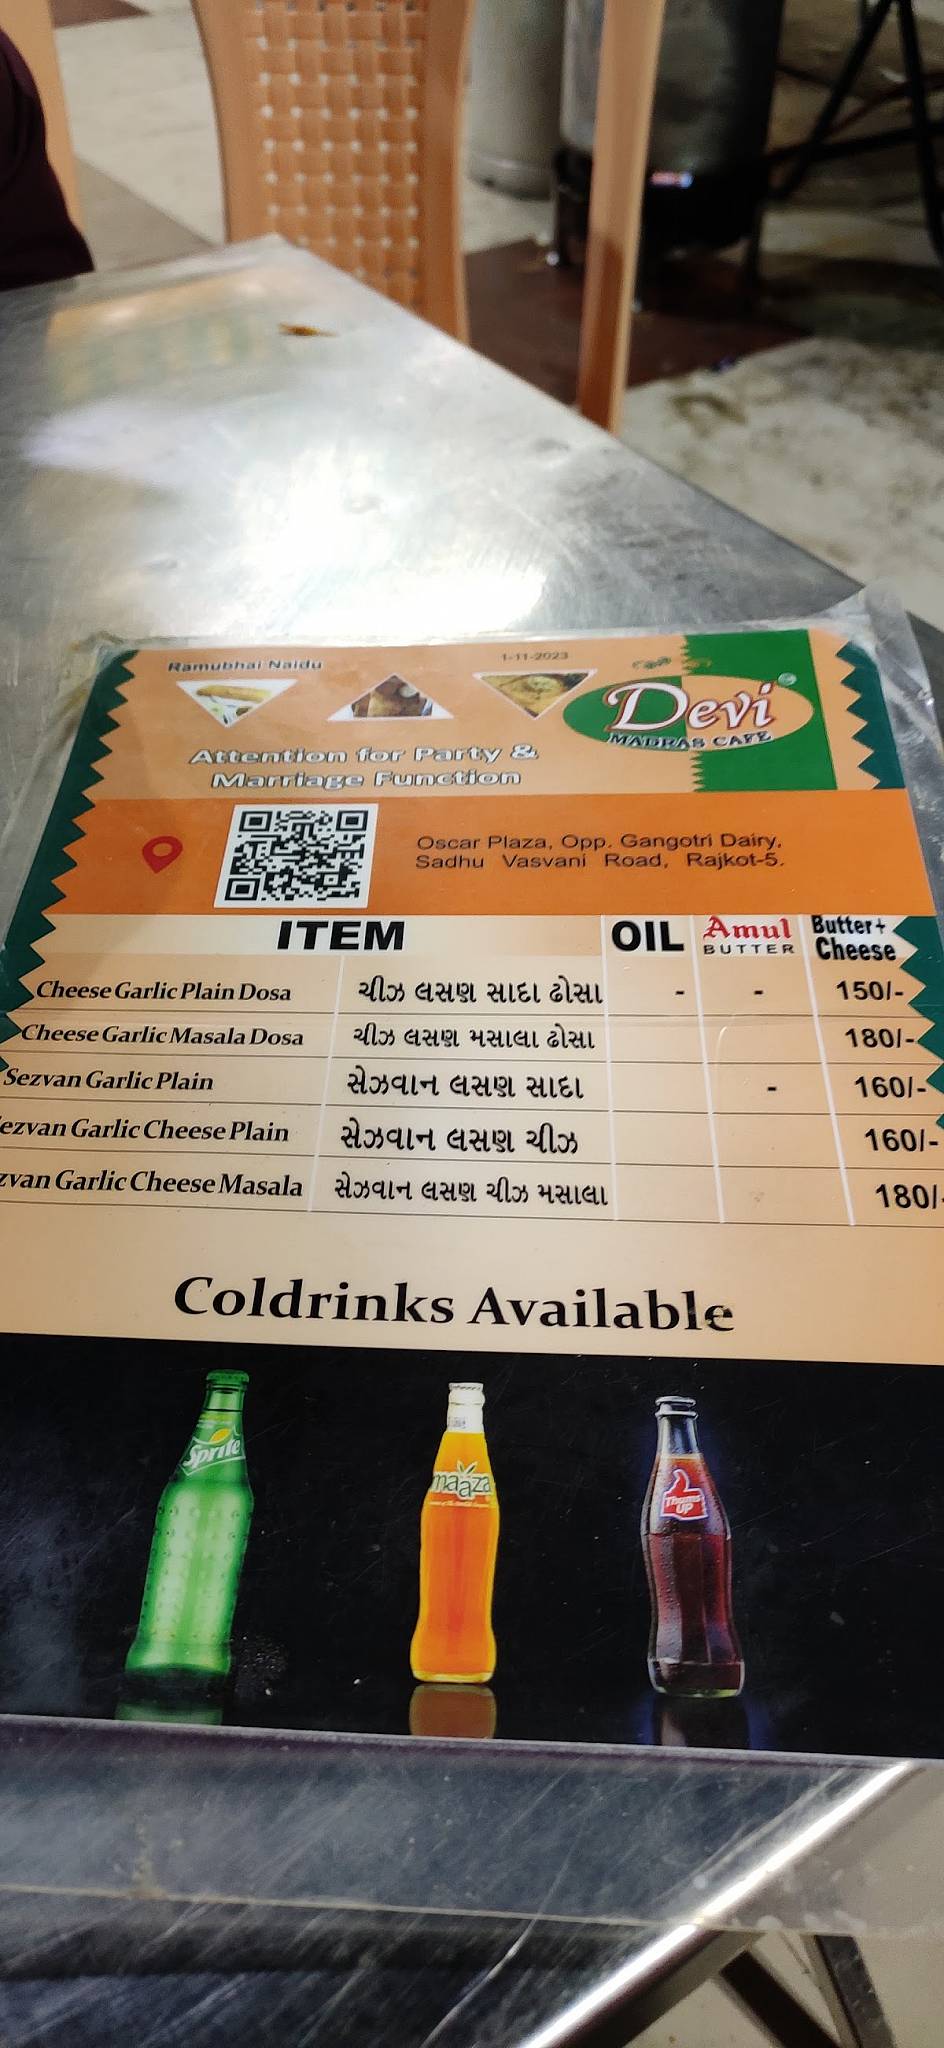 Ramubhai Naidu
1-11-2023
Devi
MADRAS CAFE
Attention for Party &
Marriage Function
Oscar Plaza, Opp. Gangotri Dairy,
Sadhu Vasvani Road, Rajkot-5.
ITEM OIL Amul BUTTER Butter+ Cheese
Cheese Garlic Plain Dosa ચીઝ લસણ સાદા ઢોસા - - 150/-
Cheese Garlic Masala Dosa ચીઝ લસણ મસાલા ઢોસા 180/-
Sezvan Garlic Plain સેઝવાન લસણ સાદા - 160/-
ezvan Garlic Cheese Plain સેઝવાન લસણ ચીઝ 160/-
zvan Garlic Cheese Masala સેઝવાન લસણ ચીઝ મસાલા 180/-
Coldrinks Available
Sprite
maaza
Thums UP